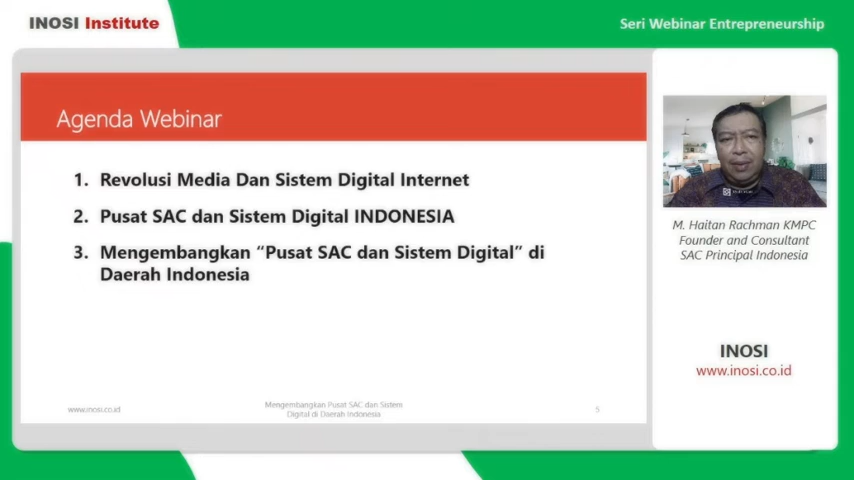 INOSI Institute
Seri Webinar Entrepreneurship
Agenda Webinar
1. Revolusi Media Dan Sistem Digital Internet
2. Pusat SAC dan Sistem Digital INDONESIA
3. Mengembangkan “Pusat SAC dan Sistem Digital” di
Daerah Indonesia
www.inosi.co.id
Mengembangkan Pusat SAC dan Sistem
Digital di Daerah Indonesia
5
M. Haitan Rachman KMPC
Founder and Consultant
SAC Principal Indonesia
INOSI
www.inosi.co.id